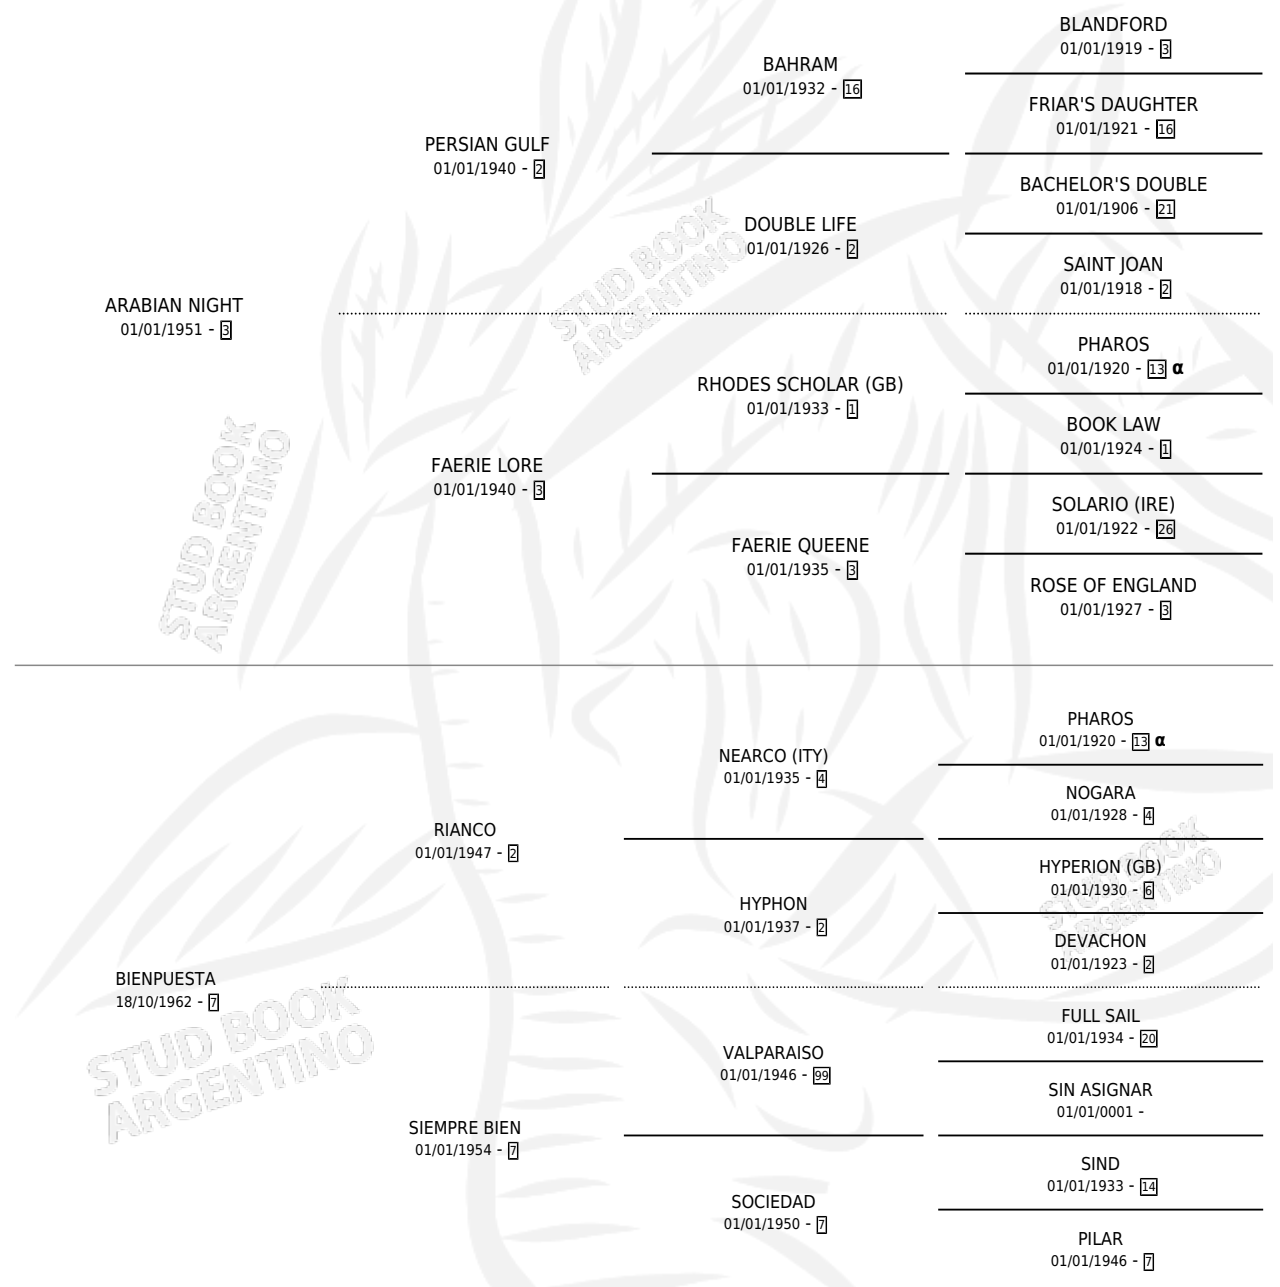 BLANDFORD
01/01/1919 - 3
BAHRAM
01/01/1932 - 16
FRIAR'S DAUGHTER
01/01/1921 - 16
PERSIAN GULF
01/01/1940 - 2
BACHELOR'S DOUBLE
01/01/1906 - 21
DOUBLE LIFE
01/01/1926 - 2
SAINT JOAN
01/01/1918 - 2
ARABIAN NIGHT
01/01/1951 - 3
PHAROS
01/01/1920 - 13 α
RHODES SCHOLAR (GB)
01/01/1933 - 1
BOOK LAW
01/01/1924 - 1
FAERIE LORE
01/01/1940 - 3
SOLARIO (IRE)
01/01/1922 - 26
FAERIE QUEENE
01/01/1935 - 3
ROSE OF ENGLAND
01/01/1927 - 3
PHAROS
01/01/1920 - 13 α
NEARCO (ITY)
01/01/1935 - 4
NOGARA
01/01/1928 - 4
RIANCO
01/01/1947 - 2
HYPERION (GB)
01/01/1930 - 6
HYPHON
01/01/1937 - 2
DEVACHON
01/01/1923 - 2
BIENPUESTA
18/10/1962 - 7
FULL SAIL
01/01/1934 - 20
VALPARAISO
01/01/1946 - 99
SIN ASIGNAR
01/01/0001 -
SIEMPRE BIEN
01/01/1954 - 7
SIND
01/01/1933 - 14
SOCIEDAD
01/01/1950 - 7
PILAR
01/01/1946 - 7
STUD BOOK
ARGENTINO
STUD BOOK
ARGENTINO
STUD BOOK
ARGENTINO
STUD BOOK
ARGENTINO